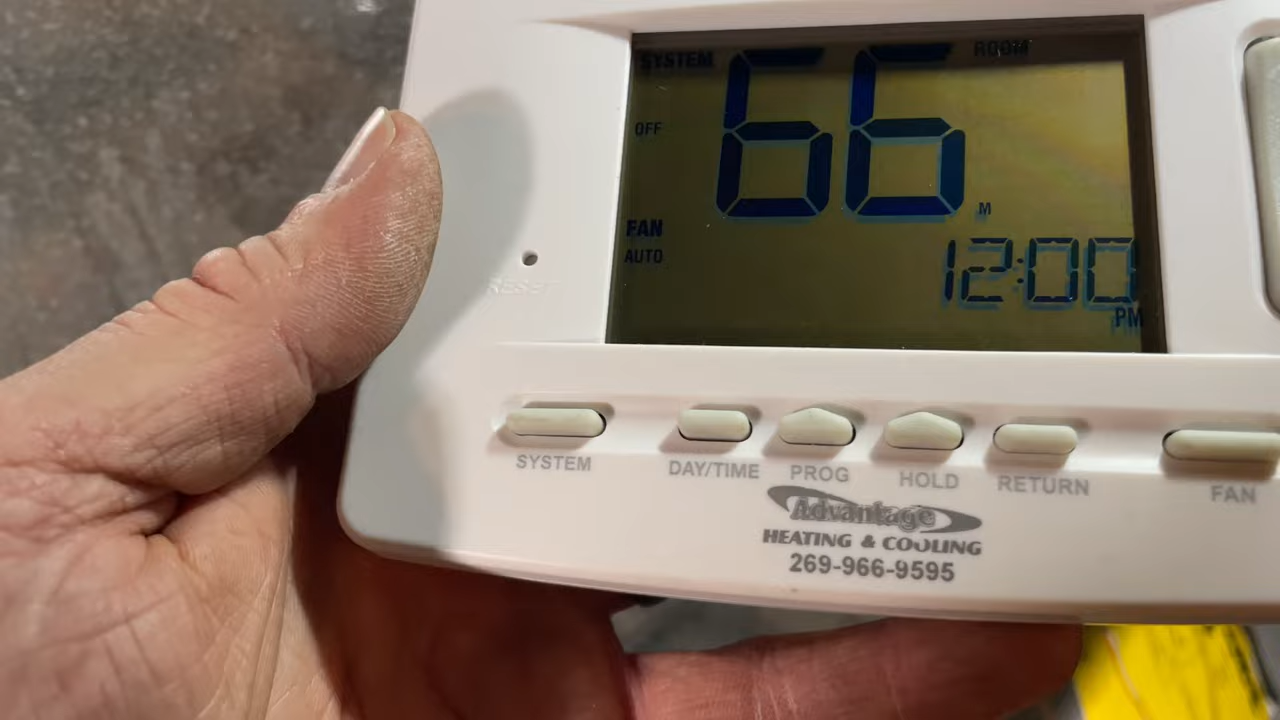 SYSTEM
66
ROOM
OFF
M
FAN
AUTO
12:00
PM
RESET
SYSTEM
DAY/TIME
PROG
HOLD
RETURN
FAN
Advantage
HEATING & COOLING
269-966-9595